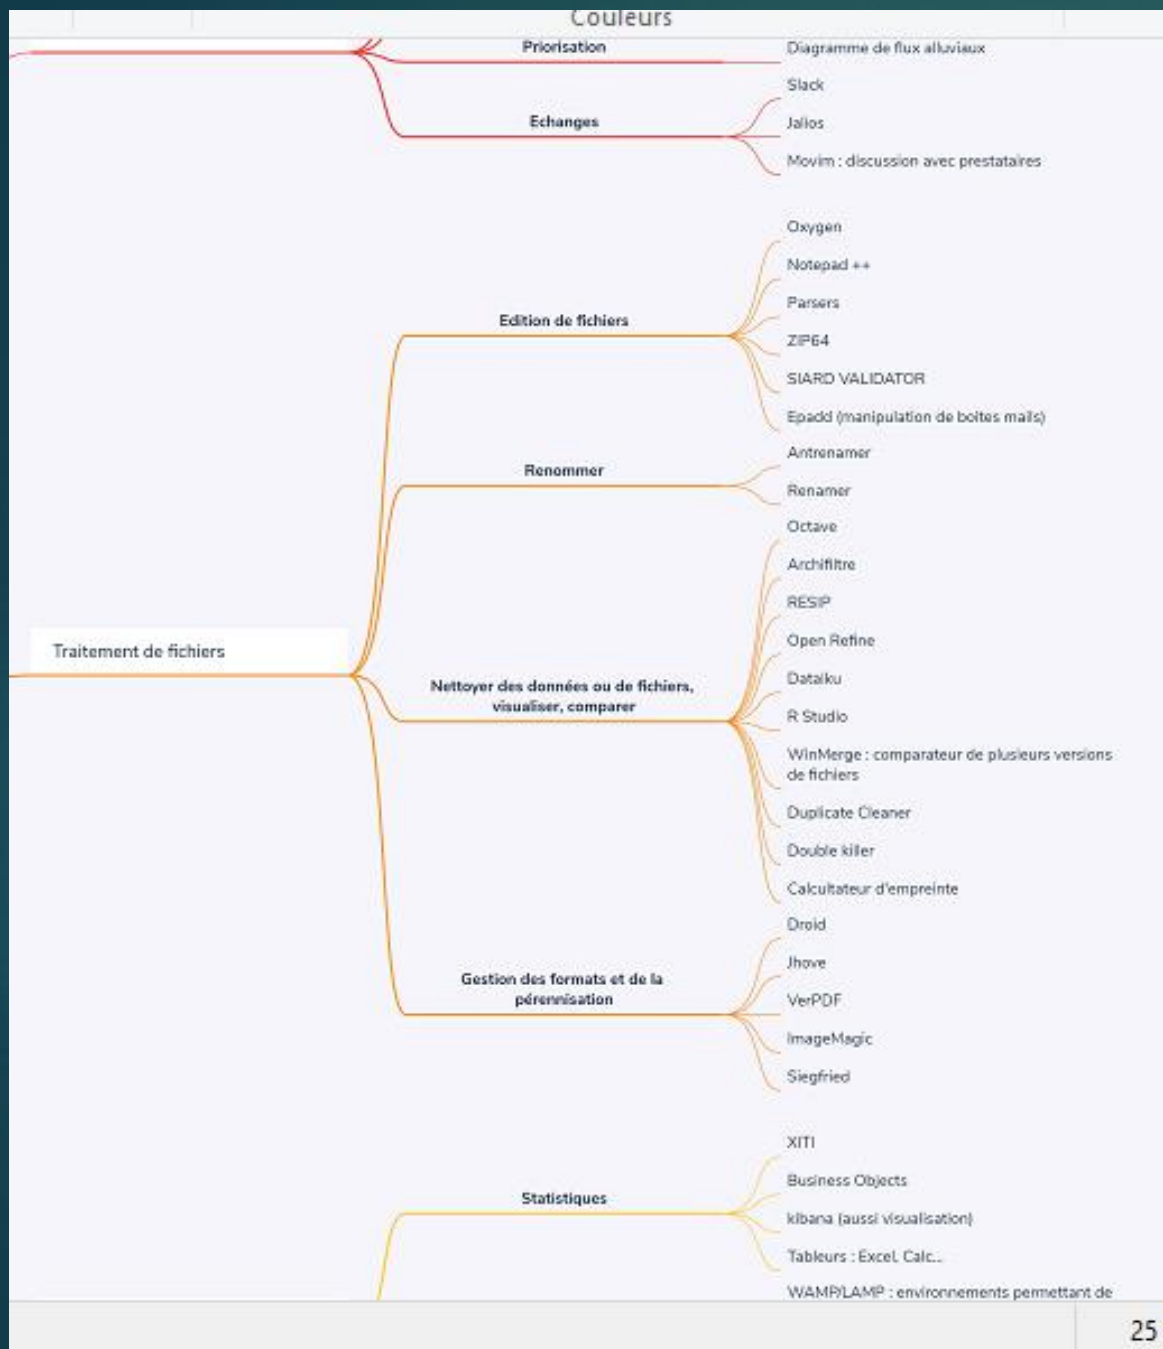 Couleurs
Priorisation
Diagramme de flux alluviaux
Slack
Echanges
Jalios
Movim : discussion avec prestataires
Oxygen
Notepad ++
Parsers
Edition de fichiers
ZIP64
SIARD VALIDATOR
Epadd (manipulation de boites mails)
Antrenamer
Renommer
Renamer
Octave
Archifiltre
RESIP
Open Refine
Traitement de fichiers
Dataiku
Nettoyer des données ou de fichiers,
visualiser, comparer
R Studio
WinMerge : comparateur de plusieurs versions
de fichiers
Duplicate Cleaner
Double killer
Calcultateur d'empreinte
Droid
Jhove
Gestion des formats et de la
pérennisation
VerPDF
ImageMagic
Siegfried
XITI
Business Objects
Statistiques
kibana (aussi visualisation)
Tableurs : Excel, Calc...
WAMP/LAMP : environnements permettant de
25